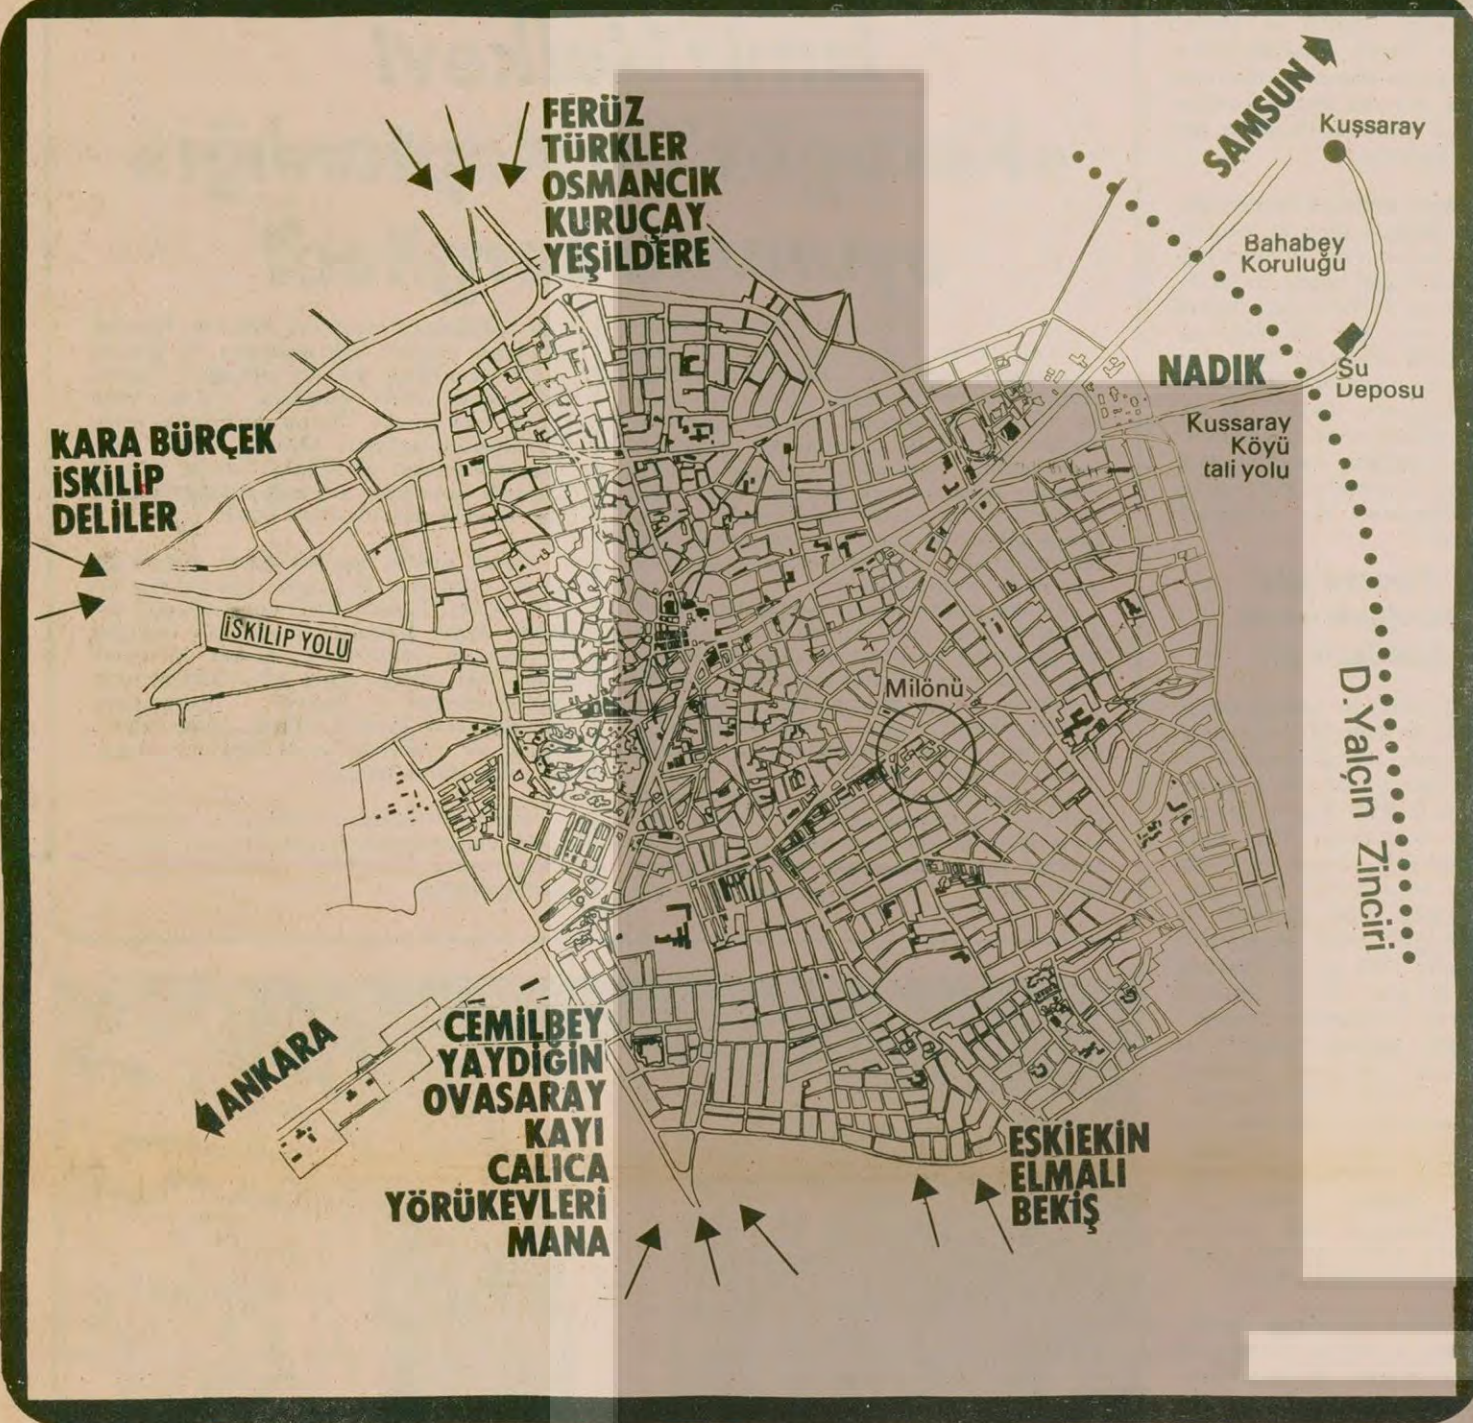 FERÜZ
TÜRKLER
OSMANCIK
KURUÇAY
YEŞİLDERE
SAMSUN
Kuşsaray
Bahabey
Koruluğu
NADIK
Su
Deposu
Kussaray
Köyü
tali yolu
KARA BÜRÇEK
İSKİLİP
DELİLER
İSKİLİP YOLU
Milönü
D.Yalçın Zinciri
ANKARA
CEMİLBEY
YAYDİĞİN
OVASARAY
KAYI
CALICA
YÖRÜKEVLERİ
MANA
ESKİEKİN
ELMALI
BEKİŞ